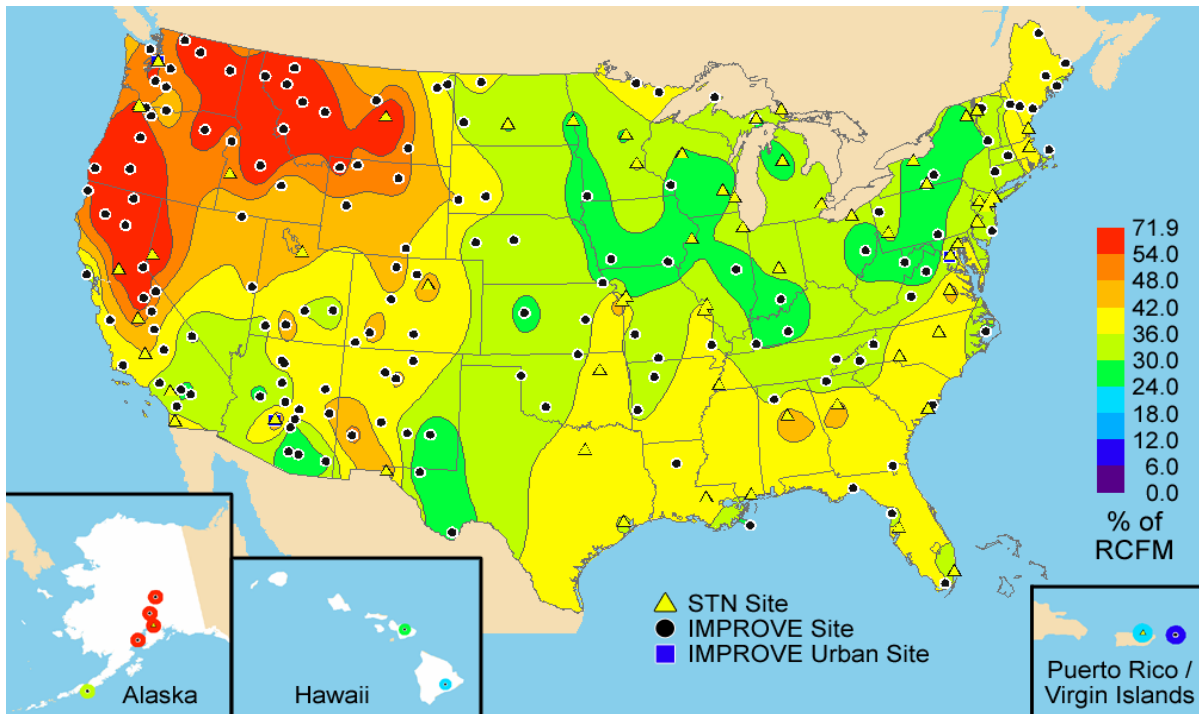 71.9
54.0
48.0
42.0
36.0
30.0
24.0
18.0
12.0
6.0
0.0
% of
RCFM
STN Site
IMPROVE Site
IMPROVE Urban Site
Alaska
Hawaii
Puerto Rico /
Virgin Islands